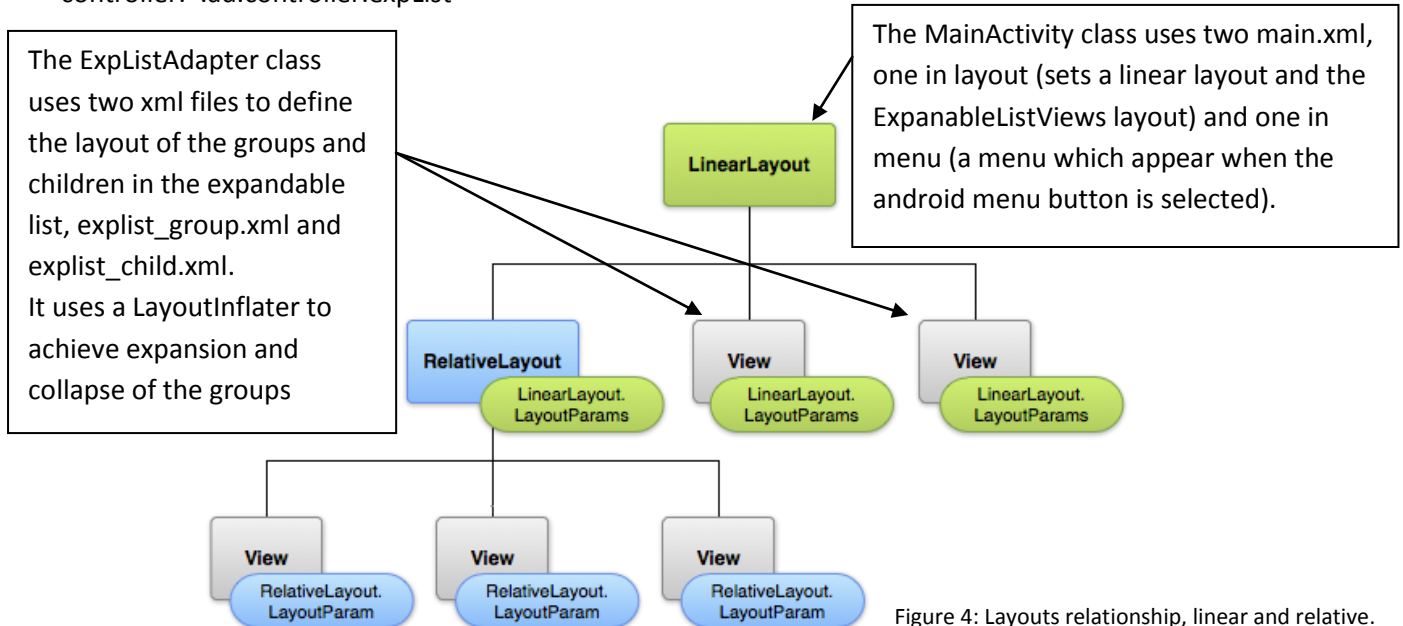 The ExpListAdapter class
uses two xml files to define
the layout of the groups and
children in the expandable
list, explist_group.xml and
explist_child.xml.
It uses a LayoutInflater to
achieve expansion and
collapse of the groups
The MainActivity class uses two main.xml,
one in layout (sets a linear layout and the
ExpanableListViews layout) and one in
menu (a menu which appear when the
android menu button is selected).
LinearLayout
RelativeLayout
LinearLayout.
LayoutParams
View
LinearLayout.
LayoutParams
View
LinearLayout.
LayoutParams
View
RelativeLayout.
LayoutParam
View
RelativeLayout.
LayoutParam
View
RelativeLayout.
LayoutParam
Figure 4: Layouts relationship, linear and relative.